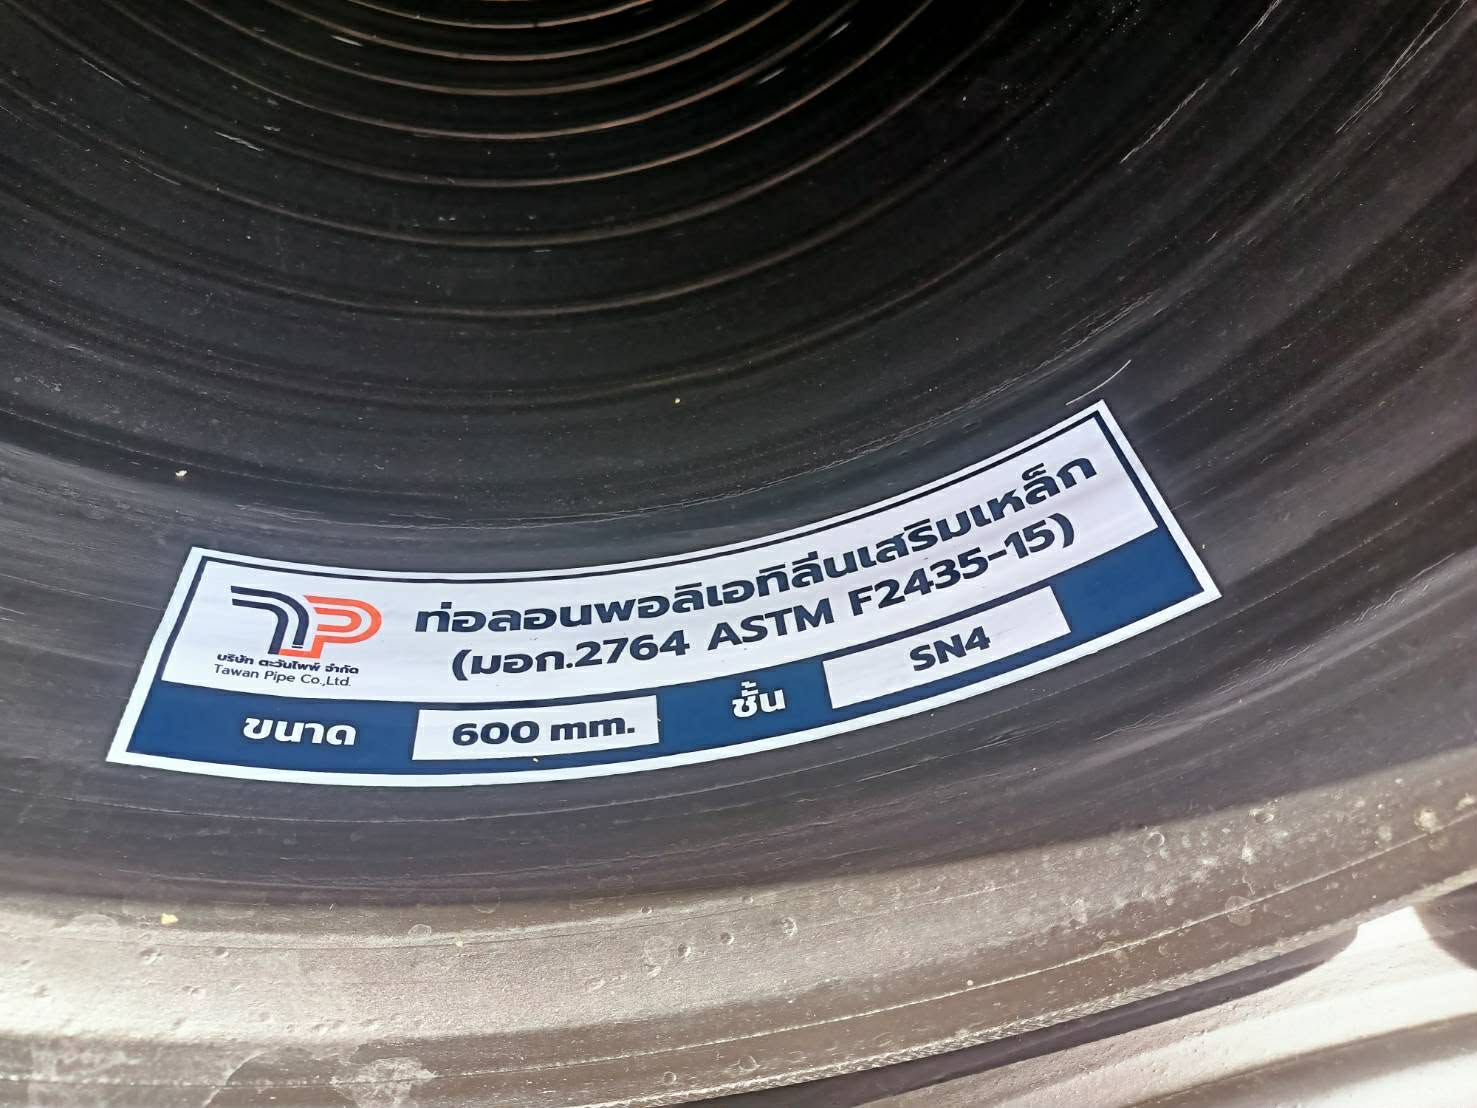 TP
บริษัท ตะวันไพพ์ จำกัด
Tawan Pipe Co.,Ltd.
ท่อลอนพอลิเอทิลีนเสริมเหล็ก
(มอก.2764 ASTM F2435-15)
ขนาด 600 mm. ชั้น SN4